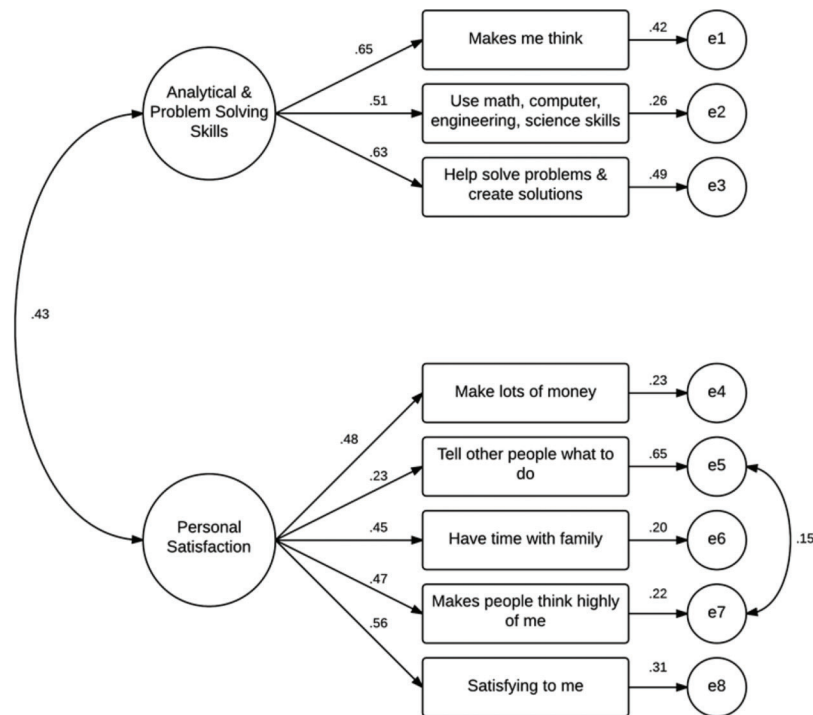 Analytical &
Problem Solving
Skills
.65
.51
.63
Makes me think
.42
e1
Use math, computer,
engineering, science skills
.26
e2
Help solve problems &
create solutions
.49
e3
.43
Personal
Satisfaction
.48
.23
.45
.47
.56
Make lots of money
.23
e4
Tell other people what to
do
.65
e5
Have time with family
.20
e6
Makes people think highly
of me
.22
e7
Satisfying to me
.31
e8
.15